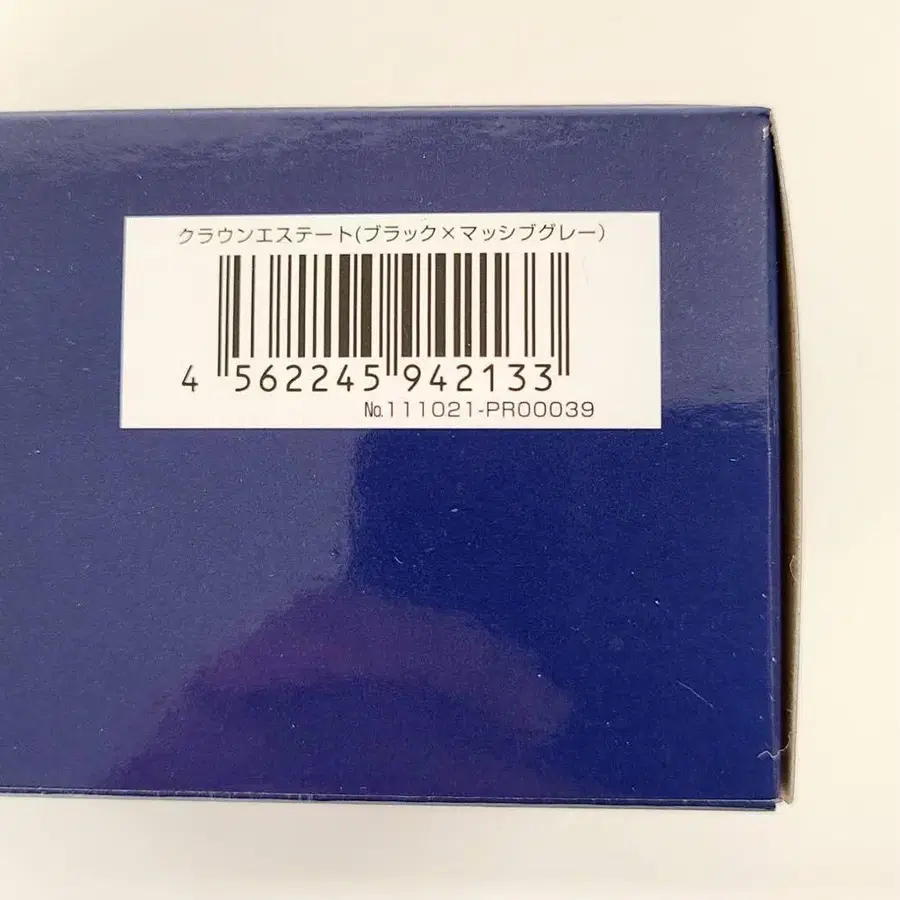 クラウンエステート(ブラック×マッシブグレー)
4 562245 942133
No.111021-PR00039